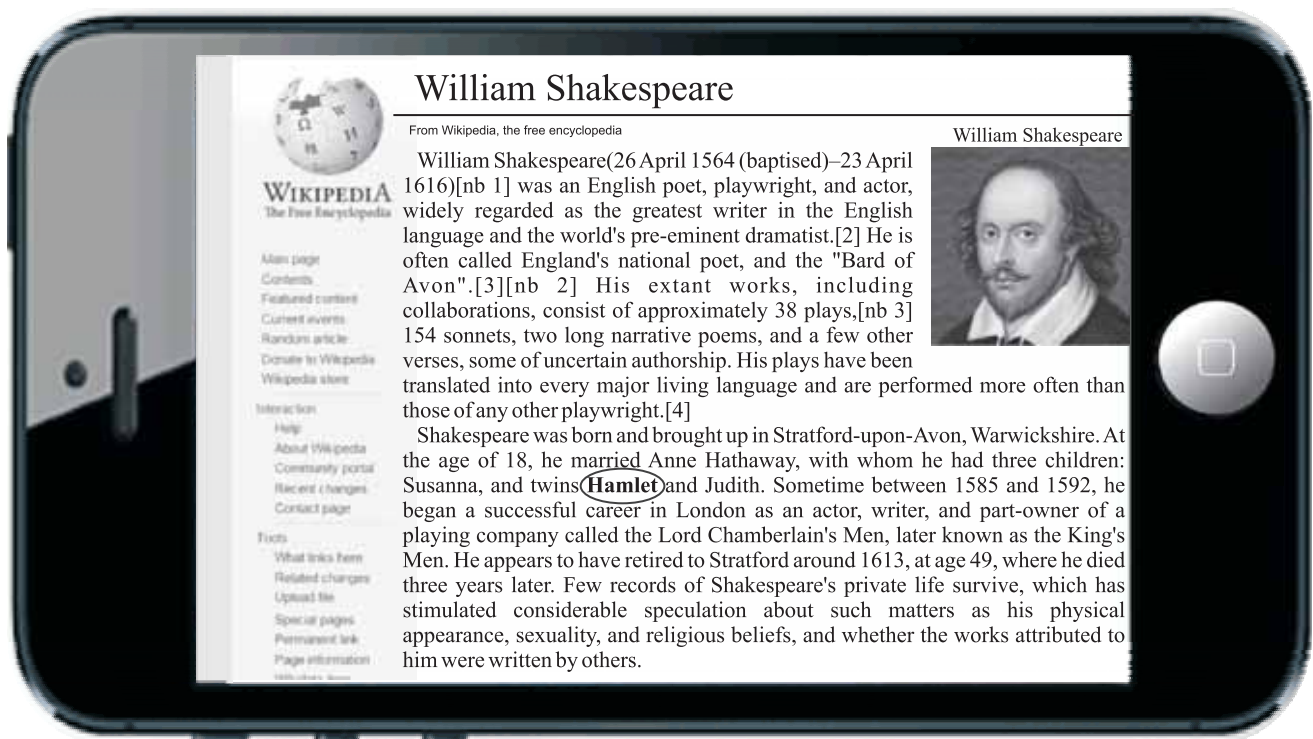 William Shakespeare
From Wikipedia, the free encyclopedia
William Shakespeare
William Shakespeare(26 April 1564 (baptised)–23 April
1616)[nb 1] was an English poet, playwright, and actor,
widely regarded as the greatest writer in the English
language and the world's pre-eminent dramatist.[2] He is
often called England's national poet, and the "Bard of
Avon".[3][nb 2] His extant works, including
collaborations, consist of approximately 38 plays,[nb 3]
154 sonnets, two long narrative poems, and a few other
verses, some of uncertain authorship. His plays have been
translated into every major living language and are performed more often than
those of any other playwright.[4]
Shakespeare was born and brought up in Stratford-upon-Avon, Warwickshire. At
the age of 18, he married Anne Hathaway, with whom he had three children:
Susanna, and twins Hamlet and Judith. Sometime between 1585 and 1592, he
began a successful career in London as an actor, writer, and part-owner of a
playing company called the Lord Chamberlain's Men, later known as the King's
Men. He appears to have retired to Stratford around 1613, at age 49, where he died
three years later. Few records of Shakespeare's private life survive, which has
stimulated considerable speculation about such matters as his physical
appearance, sexuality, and religious beliefs, and whether the works attributed to
him were written by others.
WIKIPEDIA
The Free Encyclopedia
Main page
Contents
Featured content
Current events
Random article
Donate to Wikipedia
Wikipedia store
Interaction
Help
About Wikipedia
Community portal
Recent changes
Contact page
Tools
What links here
Related changes
Upload file
Special pages
Permanent link
Page information